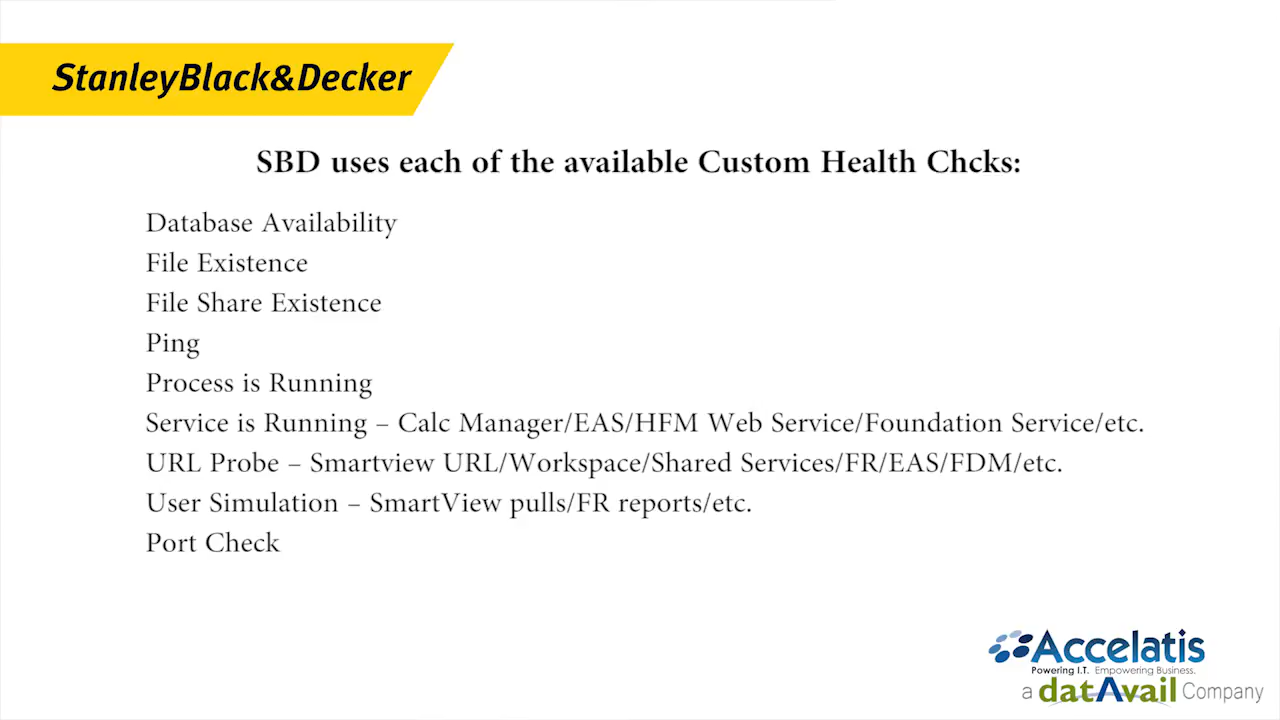 StanleyBlack&Decker
SBD uses each of the available Custom Health Chcks:
Database Availability
File Existence
File Share Existence
Ping
Process is Running
Service is Running – Calc Manager/EAS/HFM Web Service/Foundation Service/etc.
URL Probe – Smartview URL/Workspace/Shared Services/FR/EAS/FDM/etc.
User Simulation – SmartView pulls/FR reports/etc.
Port Check
Accelatis
Powering I.T. Empowering Business.
a datAvail Company